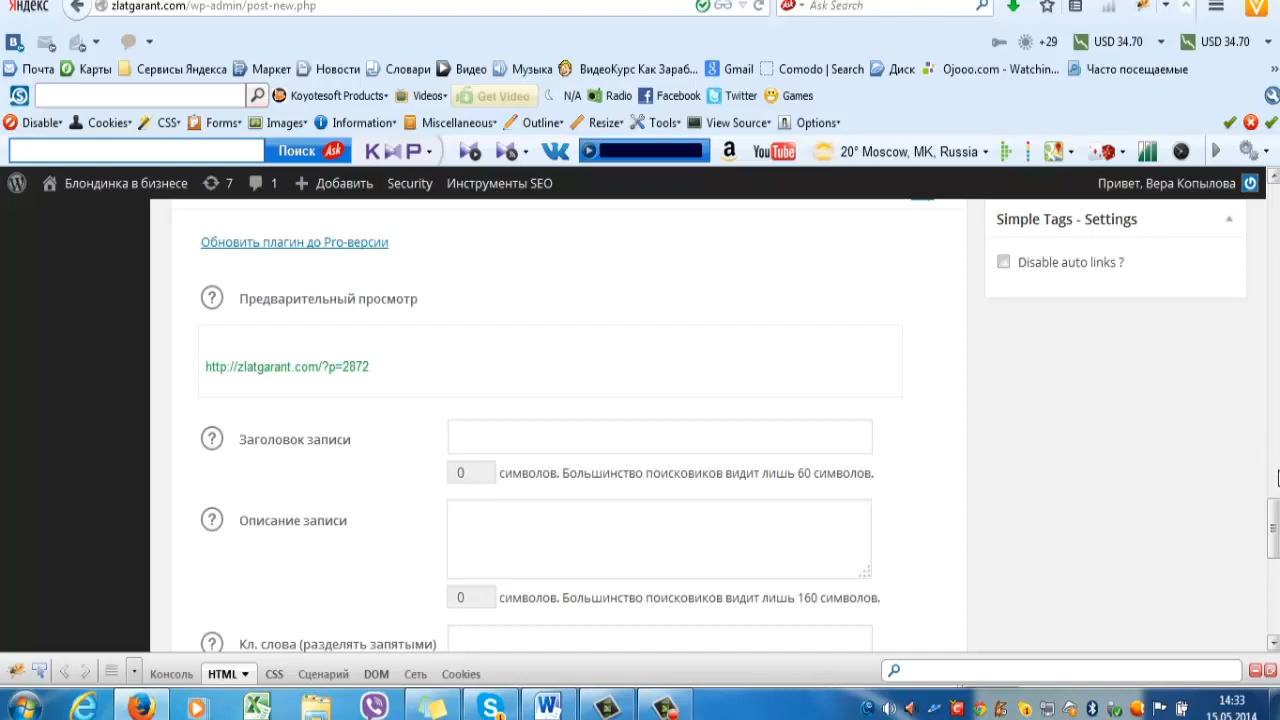 Яндекс zlatgarant.com/wp-admin/post-new.php Ask Search
+29 USD 34.70 USD 34.70
Почта Карты Сервисы Яндекса Маркет Новости Словари Видео Музыка ВидеоКурс Как Зараб... Gmail Comodo | Search Диск Ojooo.com - Watchin... Часто посещаемые
Koyotesoft Products Videos Get Video N/A Radio Facebook Twitter Games
Disable Cookies CSS Forms Images Information Miscellaneous Outline Resize Tools View Source Options
Поиск Ask 20° Moscow, MK, Russia You Tube
Блондинка в бизнесе 7 1 Добавить Security Инструменты SEO Привет, Вера Копылова
Simple Tags - Settings
Обновить плагин до Pro-версии
Disable auto links ?
Предварительный просмотр
http://zlatgarant.com/?p=2872
Заголовок записи
0 символов. Большинство поисковиков видит лишь 60 символов.
Описание записи
0 символов. Большинство поисковиков видит лишь 160 символов.
Кл. слова (разделять запятыми)
Консоль HTML CSS Сценарий DOM Сеть Cookies
14:33
15.05.2014